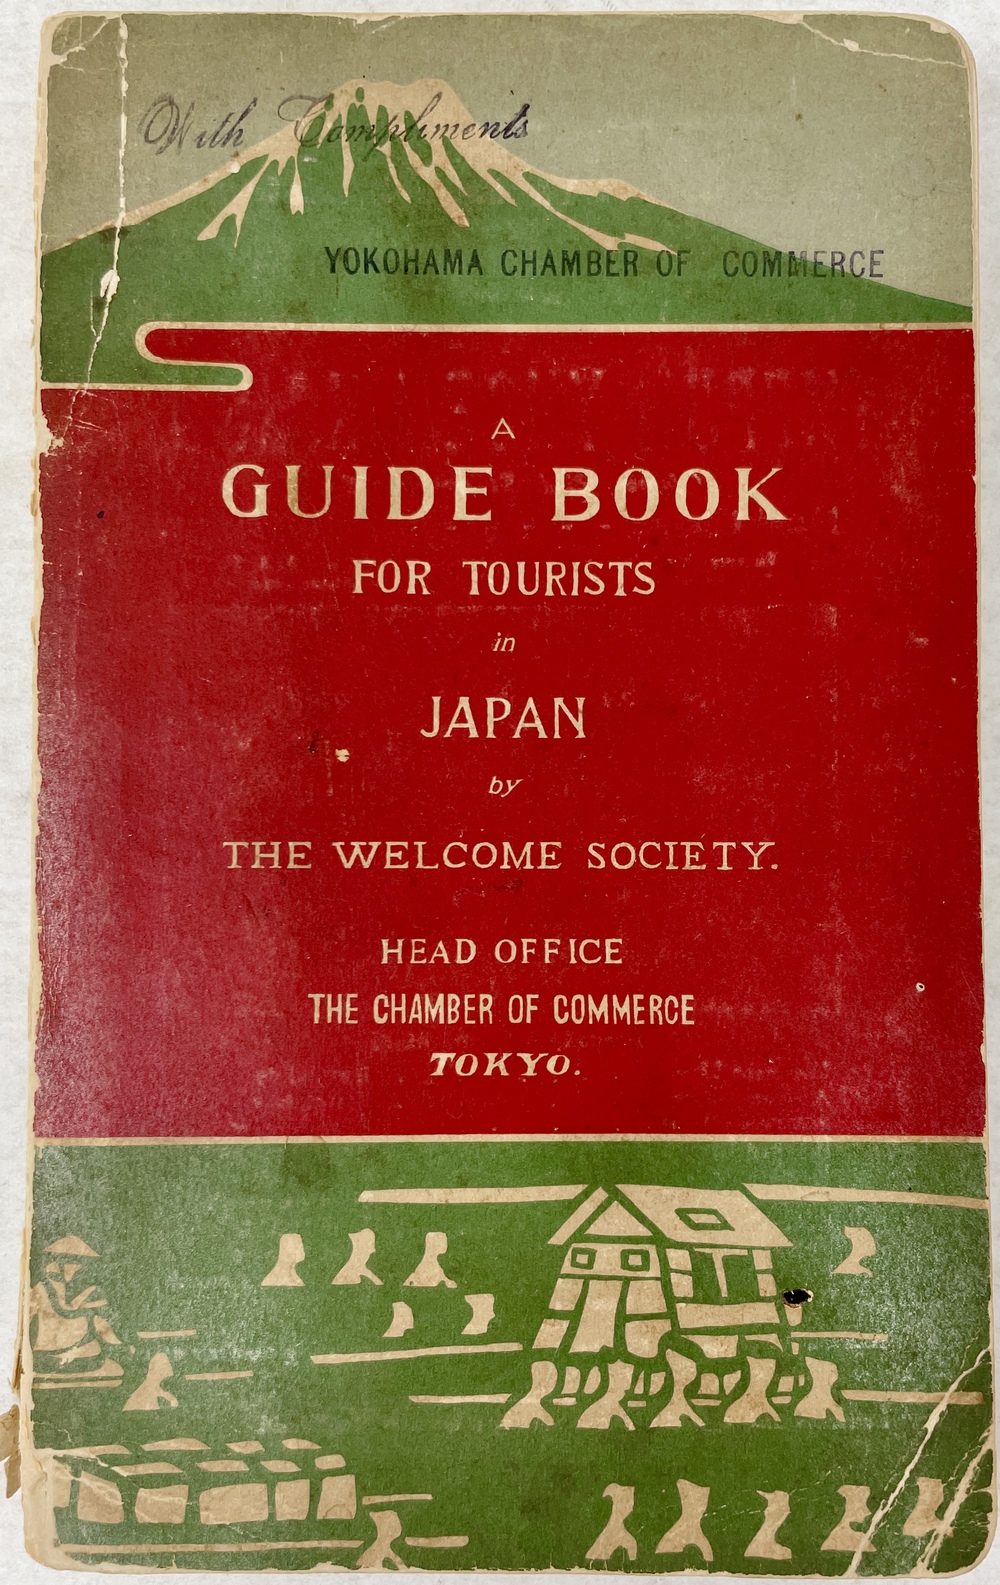 With Compliments
YOKOHAMA CHAMBER OF COMMERCE
A
GUIDE BOOK
FOR TOURISTS
in
JAPAN
by
THE WELCOME SOCIETY.
HEAD OFFICE
THE CHAMBER OF COMMERCE
TOKYO.